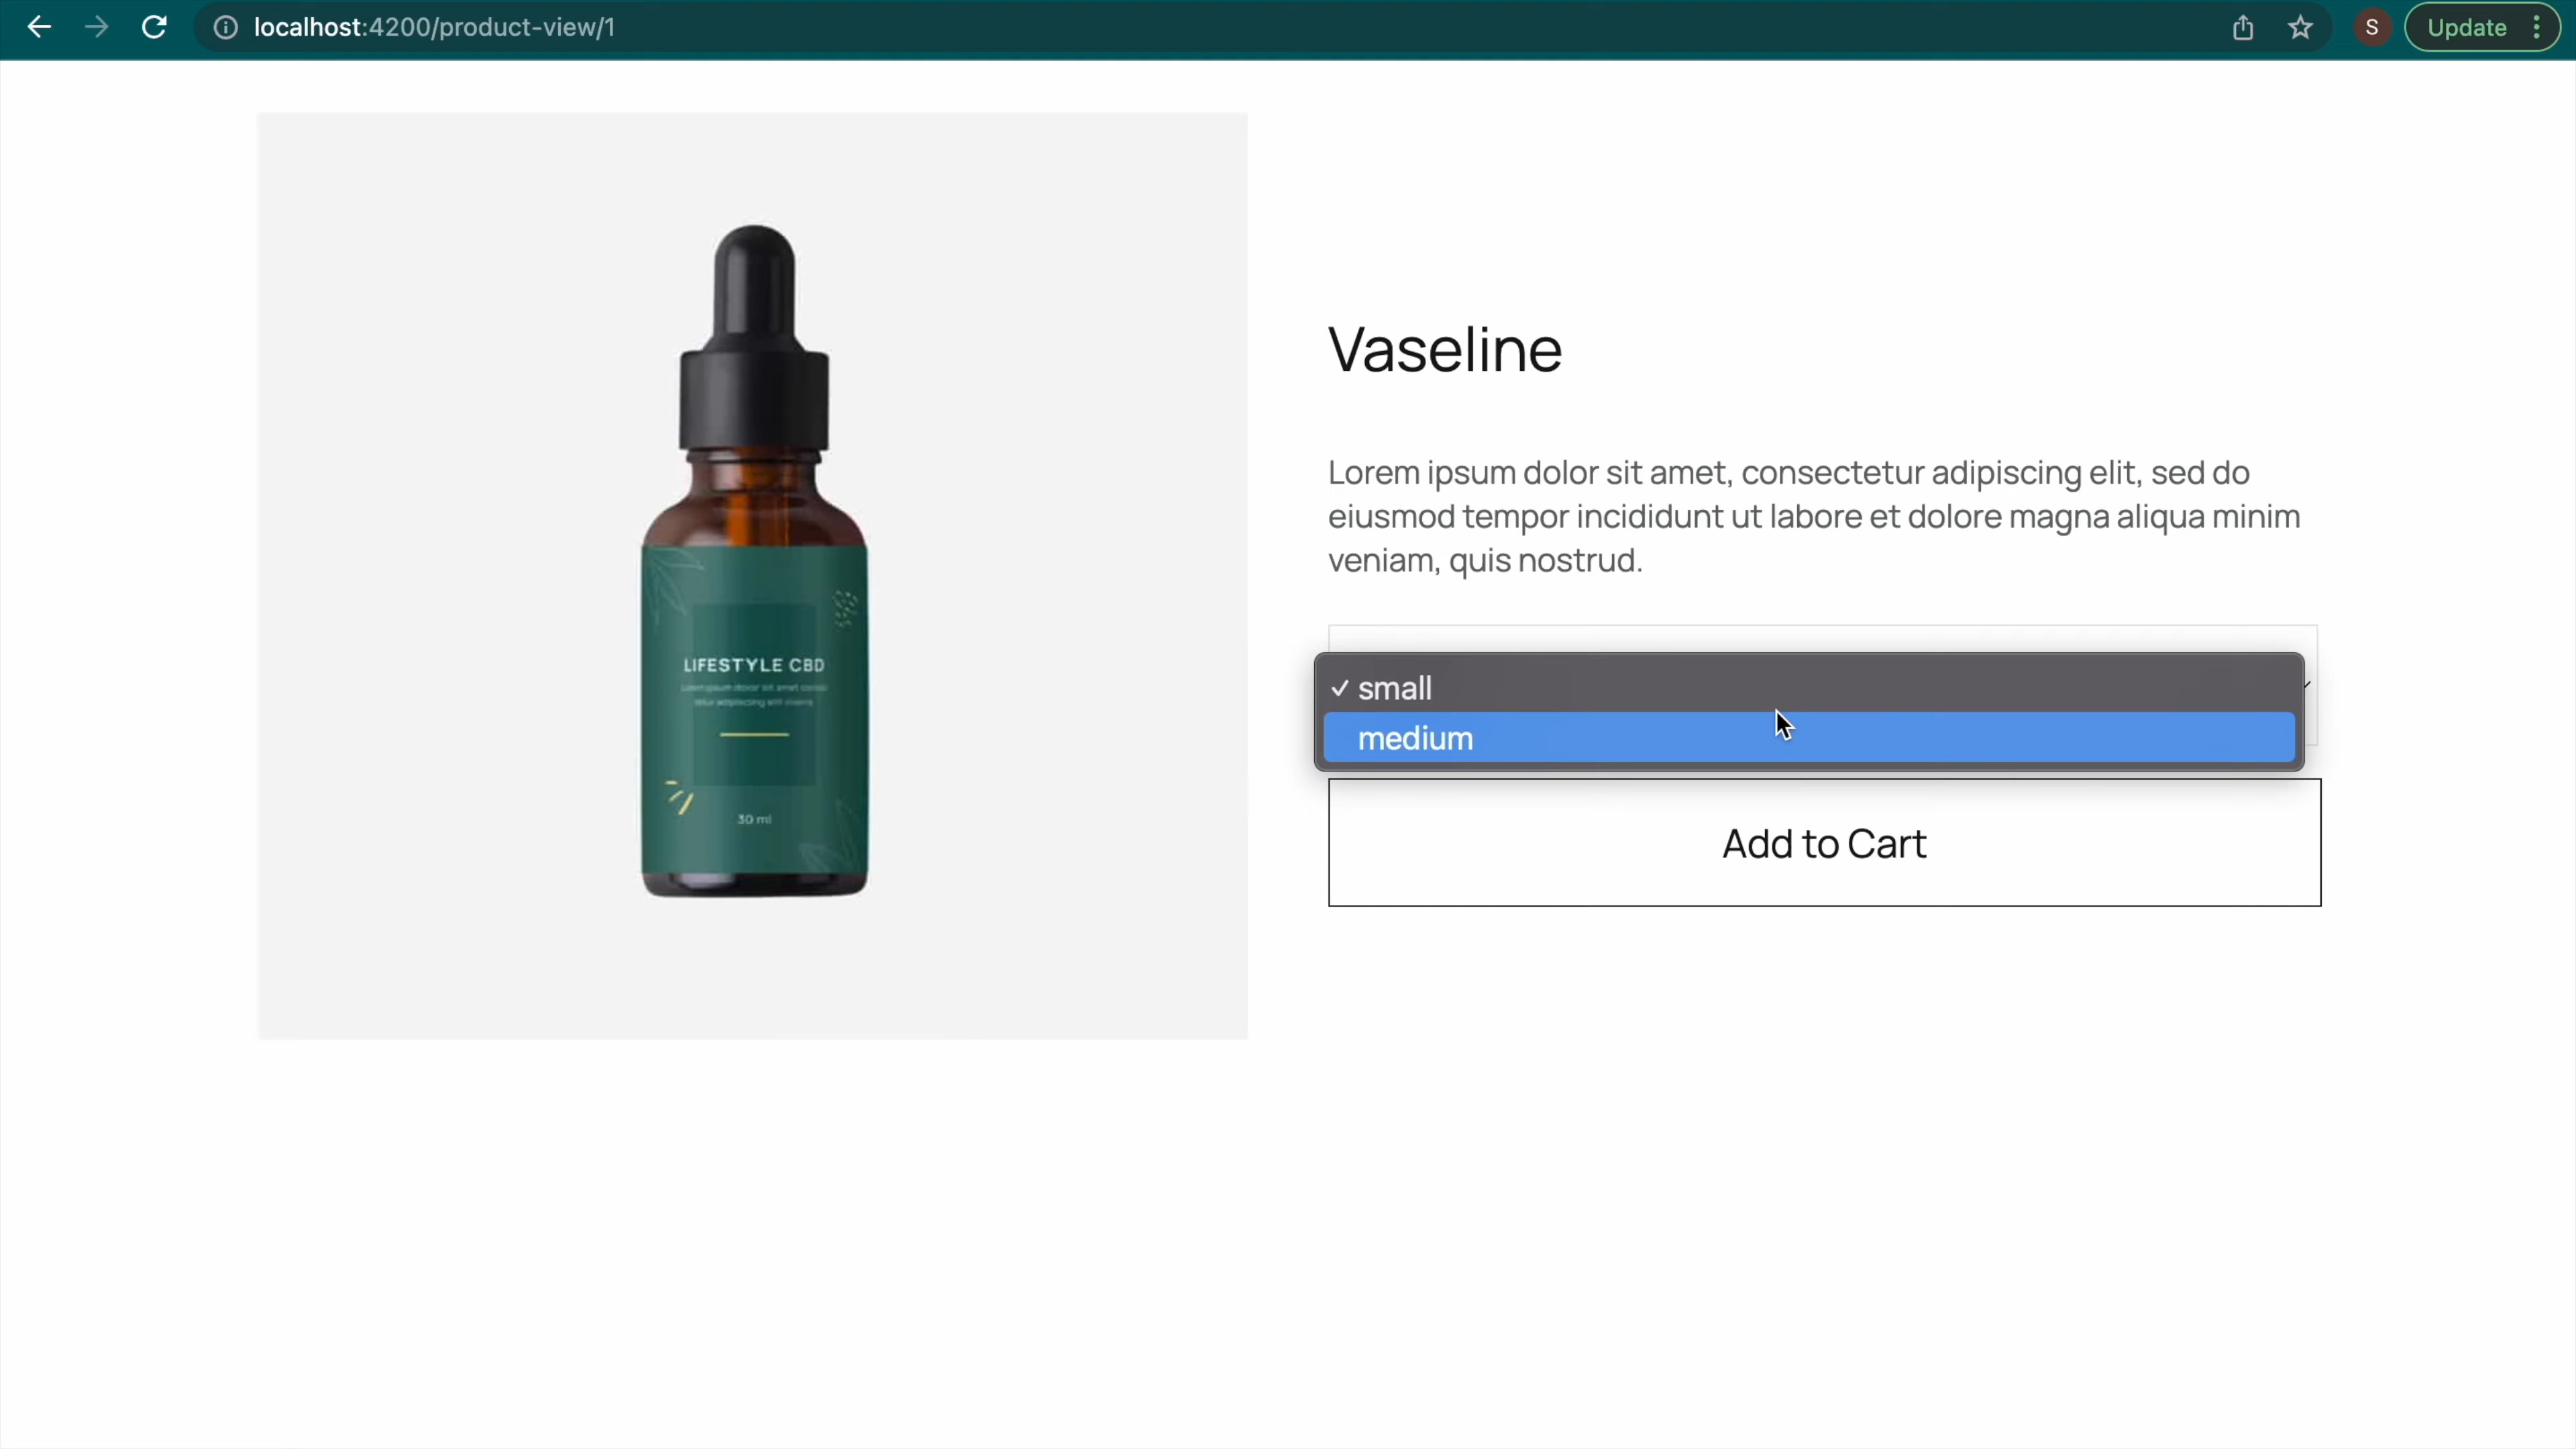 localhost:4200/product-view/1
S
Update
LIFESTYLE CBD
30 ml
Vaseline
Lorem ipsum dolor sit amet, consectetur adipiscing elit, sed do
eiusmod tempor incididunt ut labore et dolore magna aliqua minim
veniam, quis nostrud.
small
medium
Add to Cart